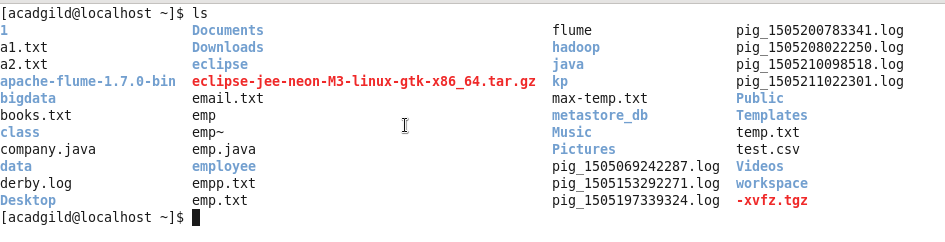 [acadgild@localhost ~]$ ls
1 Documents flume pig_1505200783341.log
a1.txt Downloads hadoop pig_1505208022250.log
a2.txt eclipse java pig_1505210098518.log
apache-flume-1.7.0-bin eclipse-jee-neon-M3-linux-gtk-x86_64.tar.gz kp pig_1505211022301.log
bigdata email.txt max-temp.txt Public
books.txt emp metastore_db Templates
class emp~ Music temp.txt
company.java emp.java Pictures test.csv
data employee pig_1505069242287.log Videos
derby.log empp.txt pig_1505153292271.log workspace
Desktop emp.txt pig_1505197339324.log -xvfz.tgz
[acadgild@localhost ~]$